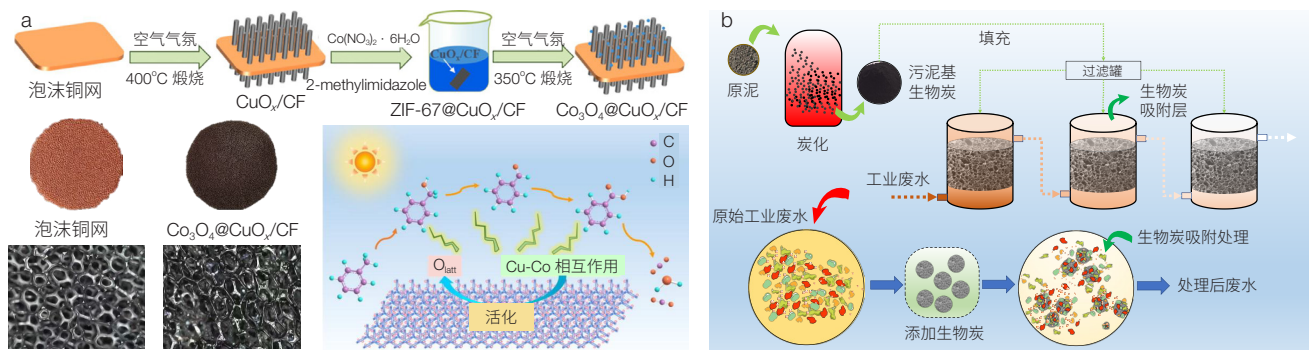 a
空气气氛
400°C 煅烧
泡沫铜网
CuOₓ/CF
Co(NO₃)₂ · 6H₂O
2-methylimidazole
CuOₓ/CF
ZIF-67@CuOₓ/CF
空气气氛
350°C 煅烧
Co₃O₄@CuOₓ/CF
泡沫铜网
Co₃O₄@CuOₓ/CF
C
O
H
Oₗₐₜₜ
Cu-Co 相互作用
活化
b
原泥
炭化
污泥基
生物炭
填充
过滤罐
生物炭
吸附层
工业废水
原始工业废水
添加生物炭
生物炭吸附处理
处理后废水